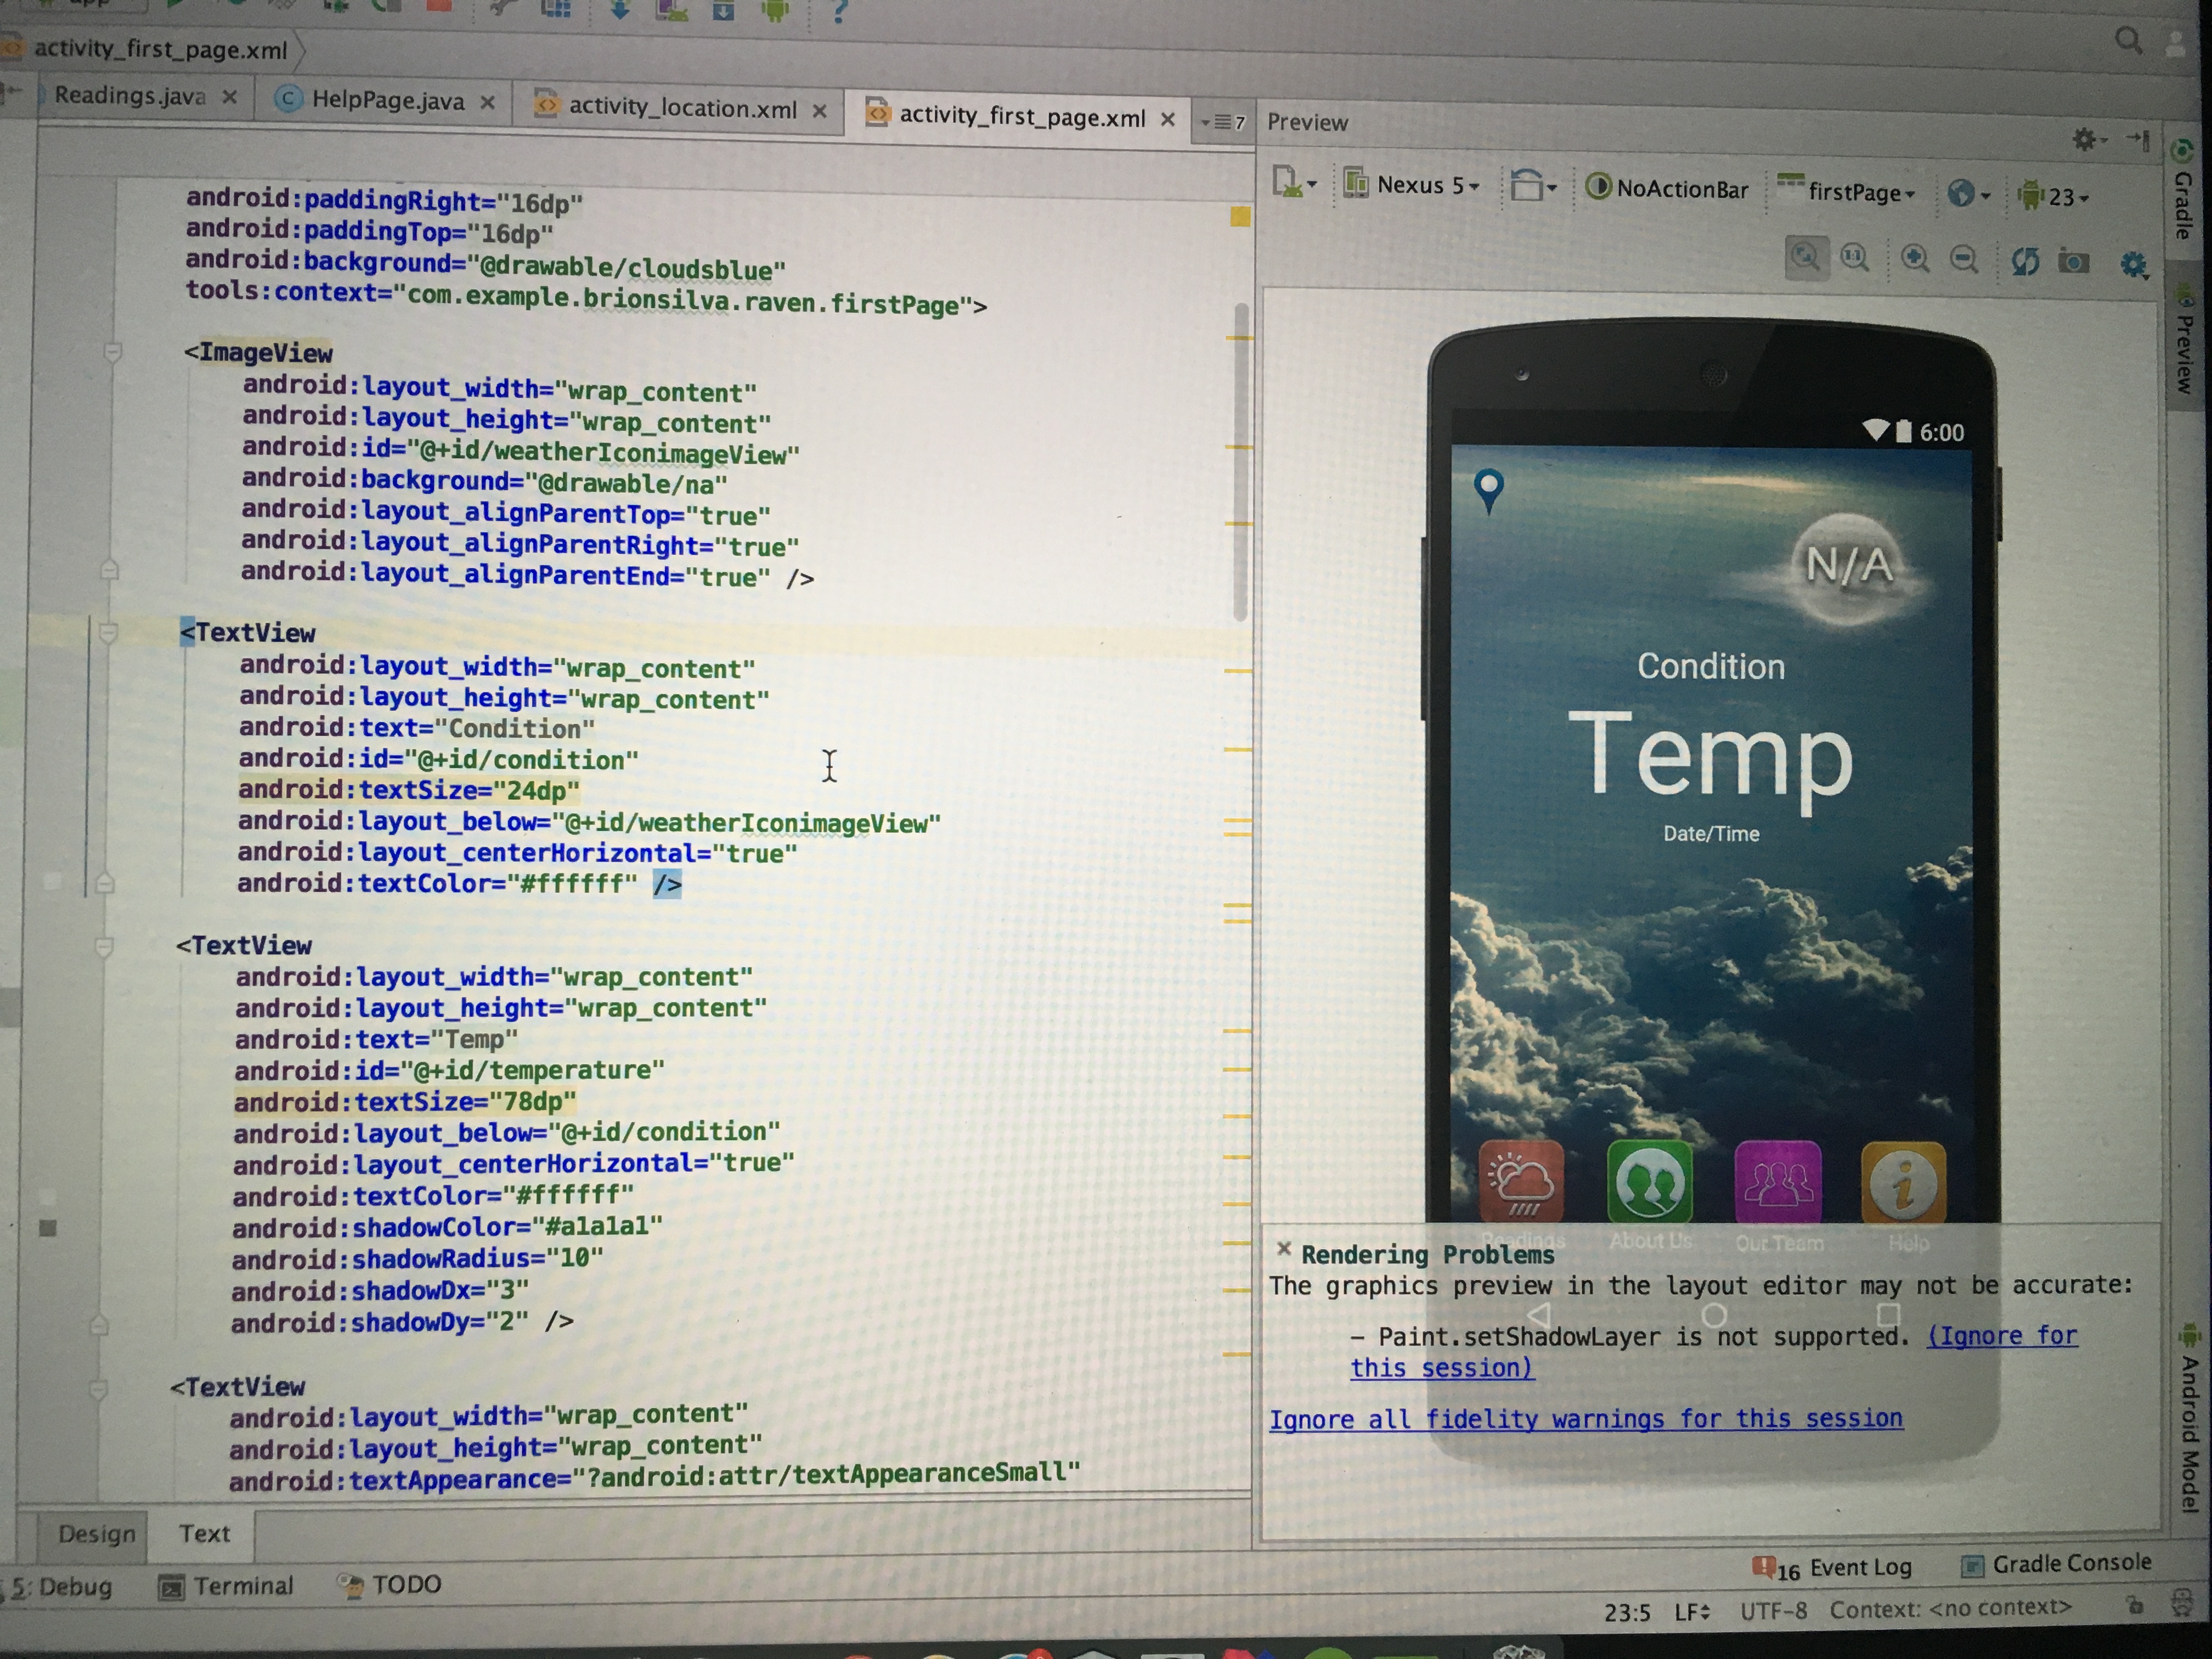 app
activity_first_page.xml
Readings.java
HelpPage.java
activity_location.xml
activity_first_page.xml
7
Preview
Nexus 5
NoActionBar
firstPage
23
android:paddingRight="16dp"
android:paddingTop="16dp"
android:background="@drawable/cloudsblue"
tools:context="com.example.brionsilva.raven.firstPage">
<ImageView
android:layout_width="wrap_content"
android:layout_height="wrap_content"
android:id="@+id/weatherIconimageView"
android:background="@drawable/na"
android:layout_alignParentTop="true"
android:layout_alignParentRight="true"
android:layout_alignParentEnd="true" />
<TextView
android:layout_width="wrap_content"
android:layout_height="wrap_content"
android:text="Condition"
android:id="@+id/condition"
android:textSize="24dp"
android:layout_below="@+id/weatherIconimageView"
android:layout_centerHorizontal="true"
android:textColor="#ffffff" />
<TextView
android:layout_width="wrap_content"
android:layout_height="wrap_content"
android:text="Temp"
android:id="@+id/temperature"
android:textSize="78dp"
android:layout_below="@+id/condition"
android:layout_centerHorizontal="true"
android:textColor="#ffffff"
android:shadowColor="#a1a1a1"
android:shadowRadius="10"
android:shadowDx="3"
android:shadowDy="2" />
<TextView
android:layout_width="wrap_content"
android:layout_height="wrap_content"
android:textAppearance="?android:attr/textAppearanceSmall"
6:00
N/A
Condition
Temp
Date/Time
Readings About Us Our Team Help
Rendering Problems
The graphics preview in the layout editor may not be accurate:
– Paint.setShadowLayer is not supported. (Ignore for
this session)
Ignore all fidelity warnings for this session
Gradle
Preview
Android Model
Design
Text
5: Debug
Terminal
TODO
16 Event Log
Gradle Console
23:5 LF UTF-8 Context: <no context>